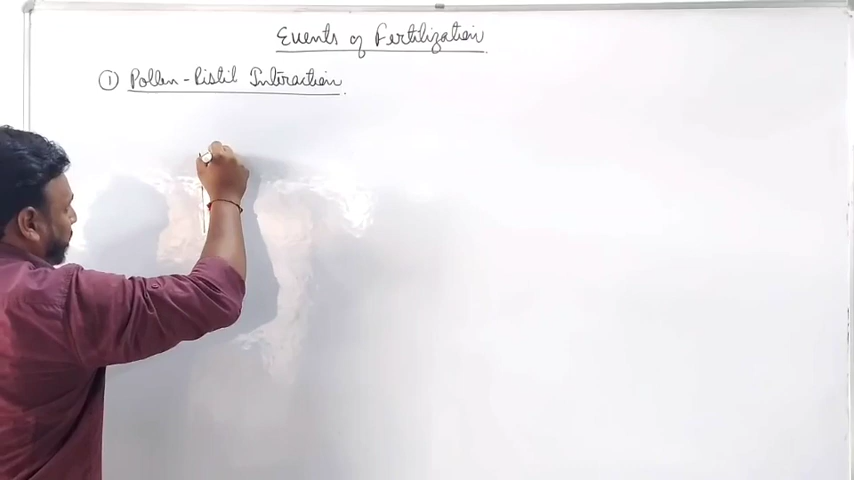 Events of Fertilization
① Pollen-Pistil Interaction.